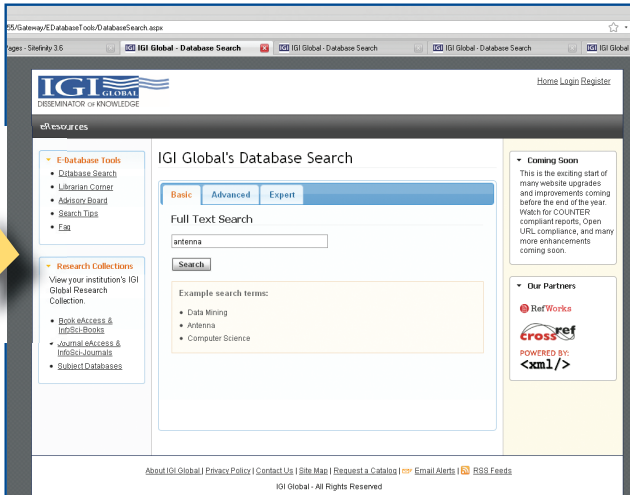 55/Gateway/EDatabaseTools/DatabaseSearch.aspx
Pages - Sitefinity 3.6
IGI Global - Database Search
IGI Global - Database Search
IGI Global - Database Search
IGI Global
IGI GLOBAL
DISSEMINATOR OF KNOWLEDGE
Home Login Register
eResources
E-Database Tools
Database Search
Librarian Corner
Advisory Board
Search Tips
Faq
Research Collections
View your institution's IGI
Global Research
Collection.
Book eAccess &
InfoSci-Books
Journal eAccess &
InfoSci-Journals
Subject Databases
IGI Global's Database Search
Basic Advanced Expert
Full Text Search
antenna
Search
Example search terms:
Data Mining
Antenna
Computer Science
Coming Soon
This is the exciting start of
many website upgrades
and improvements coming
before the end of the year.
Watch for COUNTER
compliant reports, Open
URL compliance, and many
more enhancements
coming soon.
Our Partners
RefWorks
crossref
POWERED BY:
<xml/>
About IGI Global | Privacy Policy | Contact Us | Site Map | Request a Catalog | Email Alerts | RSS Feeds
IGI Global - All Rights Reserved